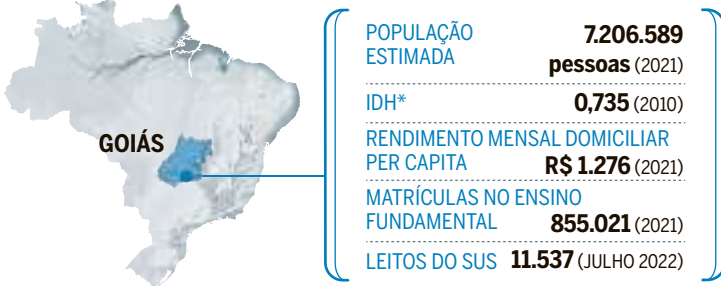 GOIÁS
POPULAÇÃO
ESTIMADA
7.206.589
pessoas (2021)
IDH* 0,735 (2010)
RENDIMENTO MENSAL DOMICILIAR
PER CAPITA R$ 1.276 (2021)
MATRÍCULAS NO ENSINO
FUNDAMENTAL 855.021 (2021)
LEITOS DO SUS 11.537 (JULHO 2022)